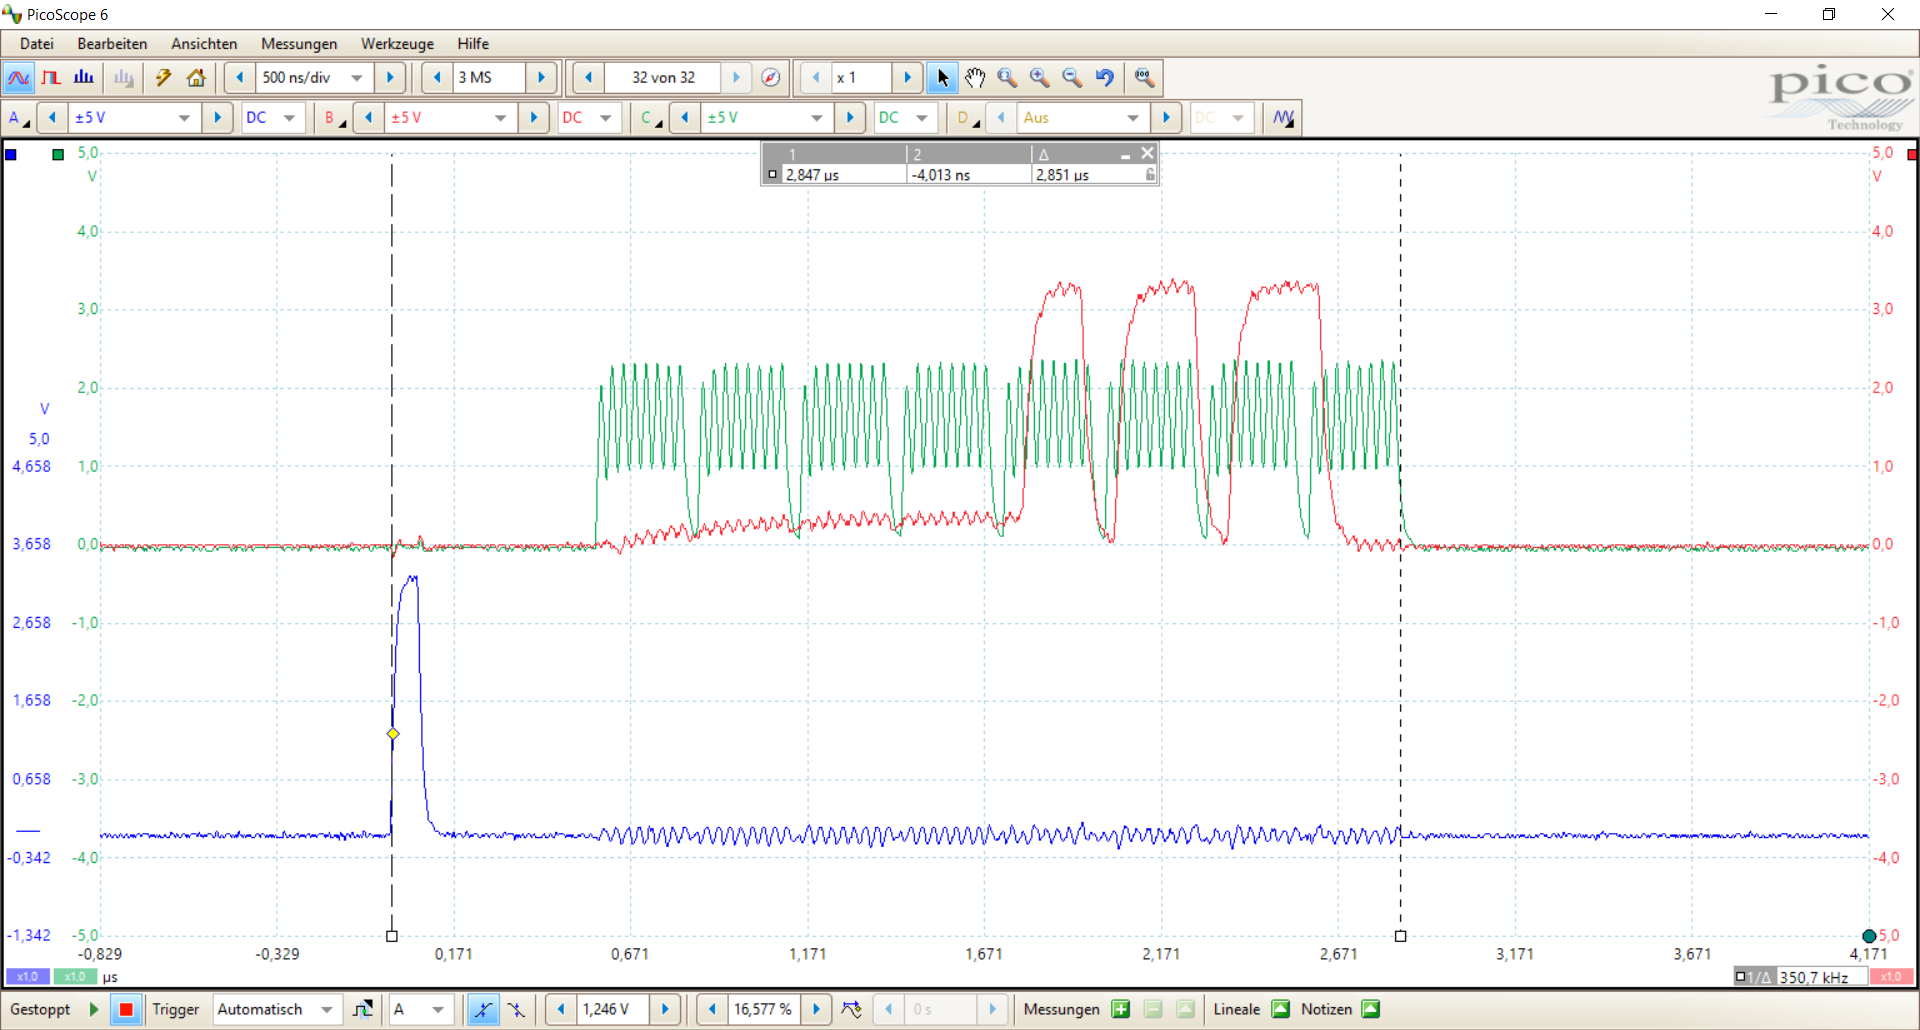 PicoScope 6
Datei Bearbeiten Ansichten Messungen Werkzeuge Hilfe
500 ns/div 3 MS 32 von 32 x 1
pico
Technology
A ±5 V DC B ±5 V DC C ±5 V DC D Aus DC
1 2 Δ
2,847 µs -4,013 ns 2,851 µs
5,0 5,0
V V
4,0 4,0
3,0 3,0
2,0 2,0
V
5,0
4,658 1,0 1,0
3,658 0,0 0,0
2,658 -1,0 -1,0
1,658 -2,0 -2,0
0,658 -3,0 -3,0
-0,342 -4,0 -4,0
-1,342 -5,0 5,0
-0,829 -0,329 0,171 0,671 1,171 1,671 2,171 2,671 3,171 3,671 4,171
x1,0 x1,0 µs 1/Δ 350,7 kHz x1,0
Gestoppt Trigger Automatisch A 1,246 V 16,577 % 0 s Messungen Lineale Notizen